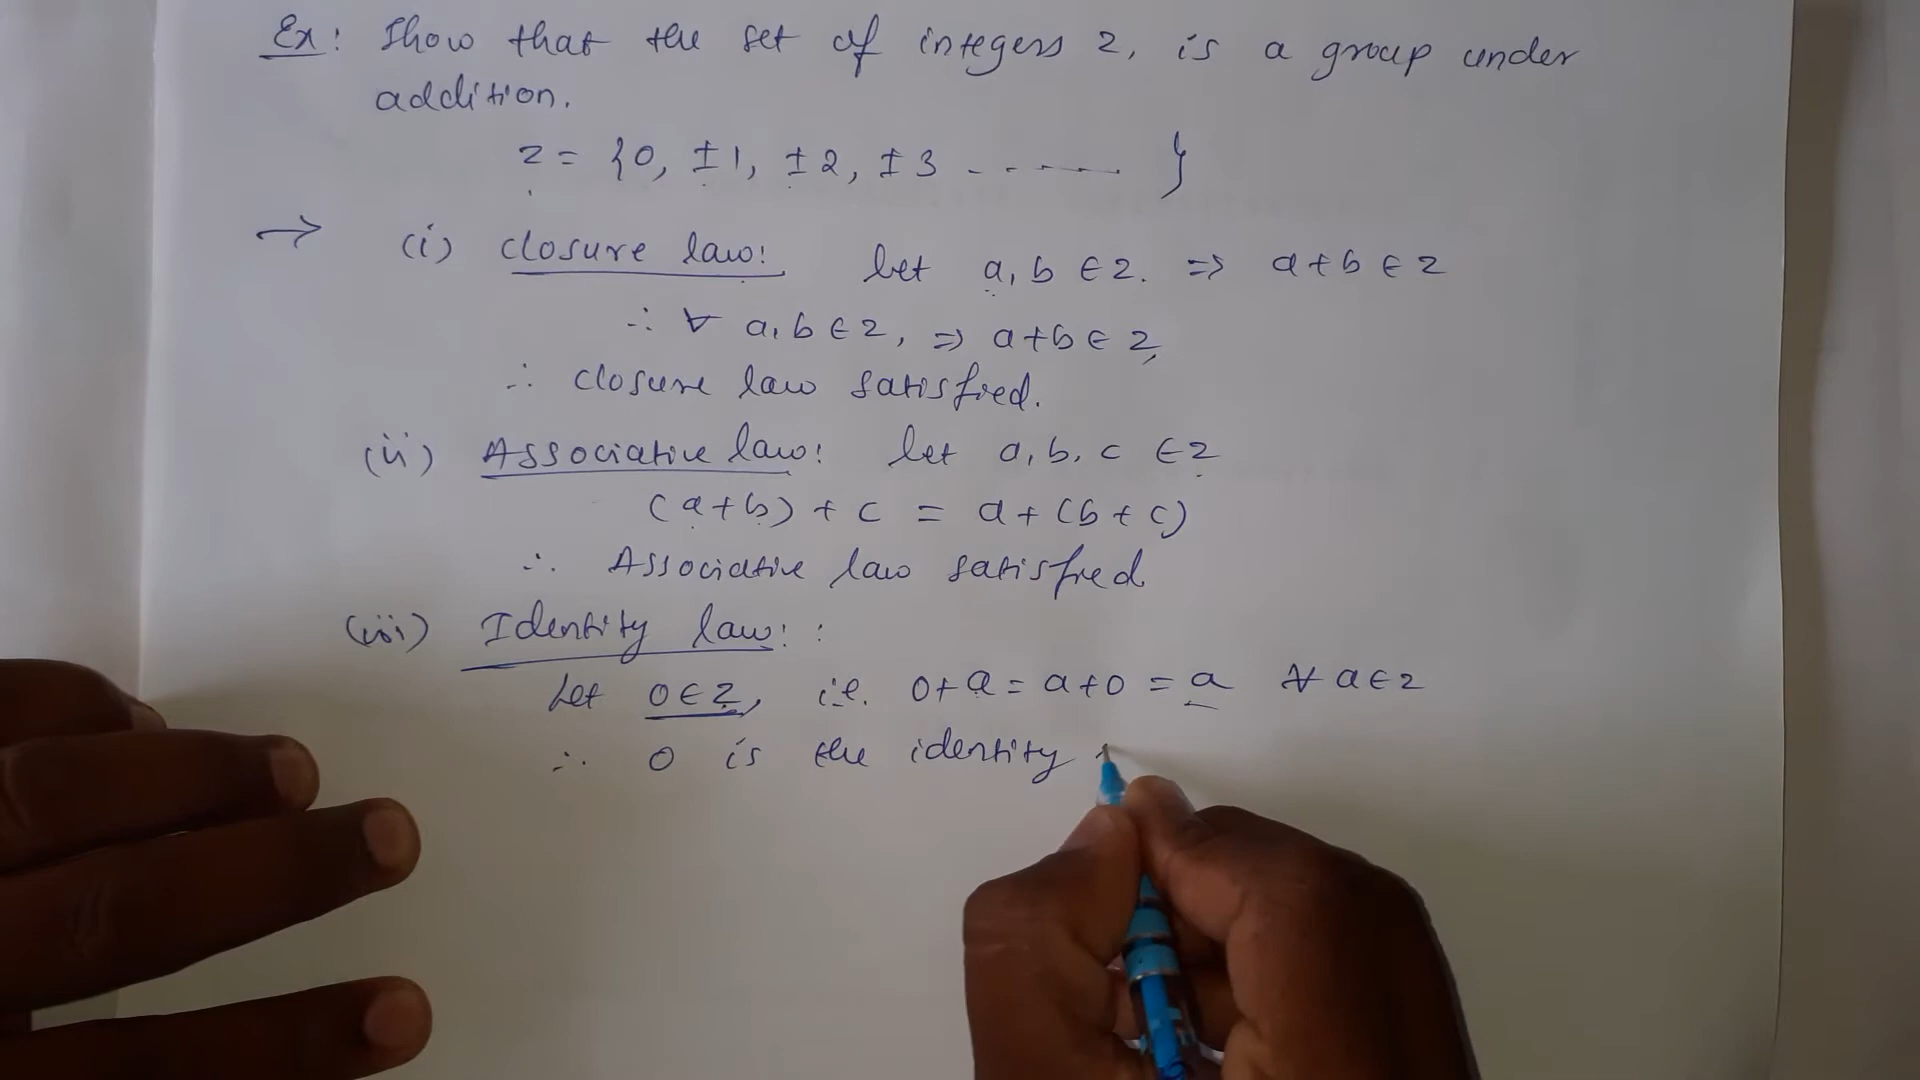 Ex: Show that the set of integers z, is a group under
addition.
z = {0, ±1, ±2, ±3 - - - - - - }
→ (i) closure law: let a, b ∈ z. ⇒ a+b ∈ z
∴ ∀ a, b ∈ z, ⇒ a+b ∈ z,
∴ closure law satisfied.
(ii) Associative law: let a, b, c ∈ z
(a+b) + c = a + (b + c)
∴ Associative law satisfied
(iii) Identity law: :
Let 0 ∈ z, i.e. 0+a = a+0 = a ∀ a ∈ z
∴ 0 is the identity